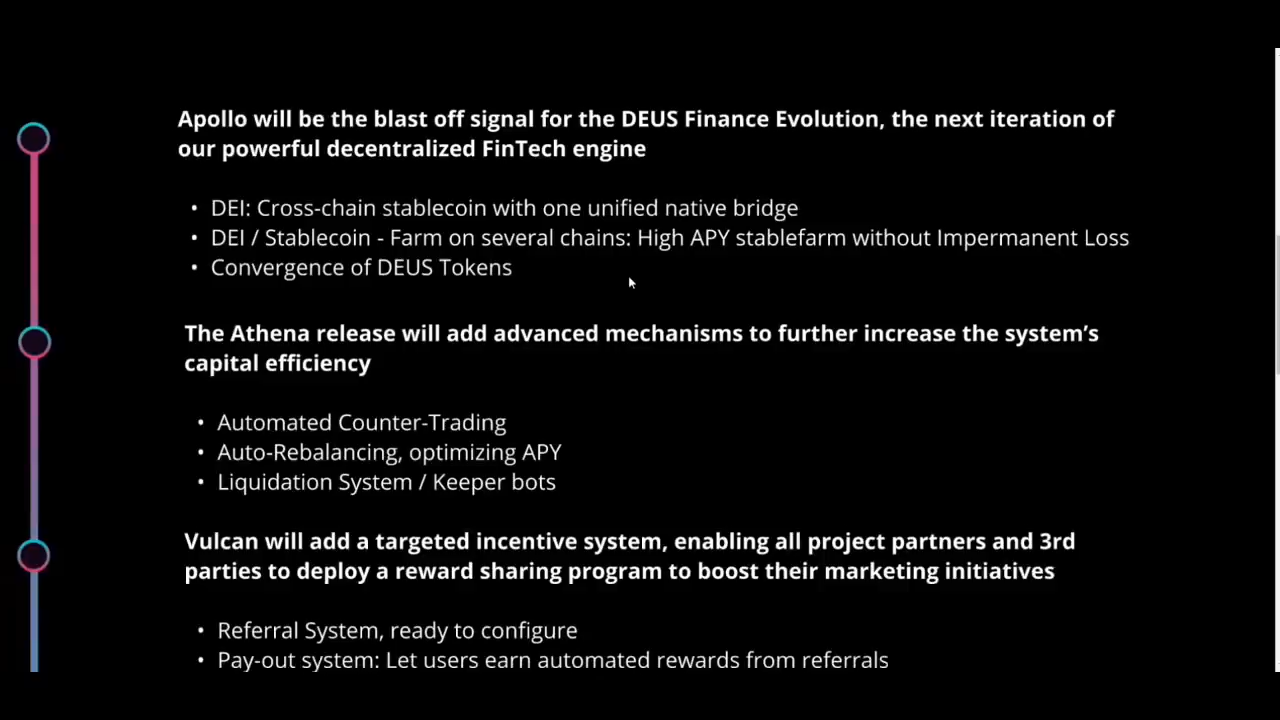 Apollo will be the blast off signal for the DEUS Finance Evolution, the next iteration of
our powerful decentralized FinTech engine
• DEI: Cross-chain stablecoin with one unified native bridge
• DEI / Stablecoin - Farm on several chains: High APY stablefarm without Impermanent Loss
• Convergence of DEUS Tokens
The Athena release will add advanced mechanisms to further increase the system’s
capital efficiency
• Automated Counter-Trading
• Auto-Rebalancing, optimizing APY
• Liquidation System / Keeper bots
Vulcan will add a targeted incentive system, enabling all project partners and 3rd
parties to deploy a reward sharing program to boost their marketing initiatives
• Referral System, ready to configure
• Pay-out system: Let users earn automated rewards from referrals